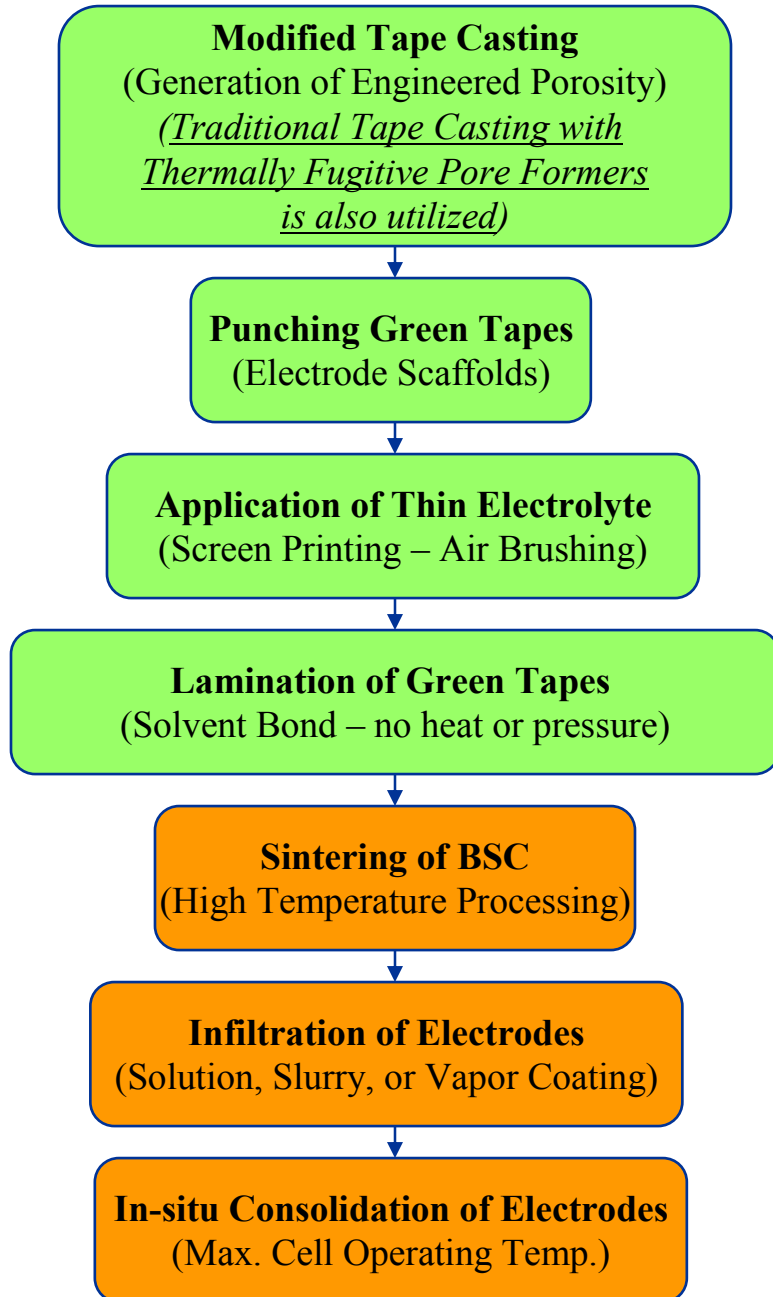 Modified Tape Casting
(Generation of Engineered Porosity)
(Traditional Tape Casting with
Thermally Fugitive Pore Formers
is also utilized)
Punching Green Tapes
(Electrode Scaffolds)
Application of Thin Electrolyte
(Screen Printing – Air Brushing)
Lamination of Green Tapes
(Solvent Bond – no heat or pressure)
Sintering of BSC
(High Temperature Processing)
Infiltration of Electrodes
(Solution, Slurry, or Vapor Coating)
In-situ Consolidation of Electrodes
(Max. Cell Operating Temp.)